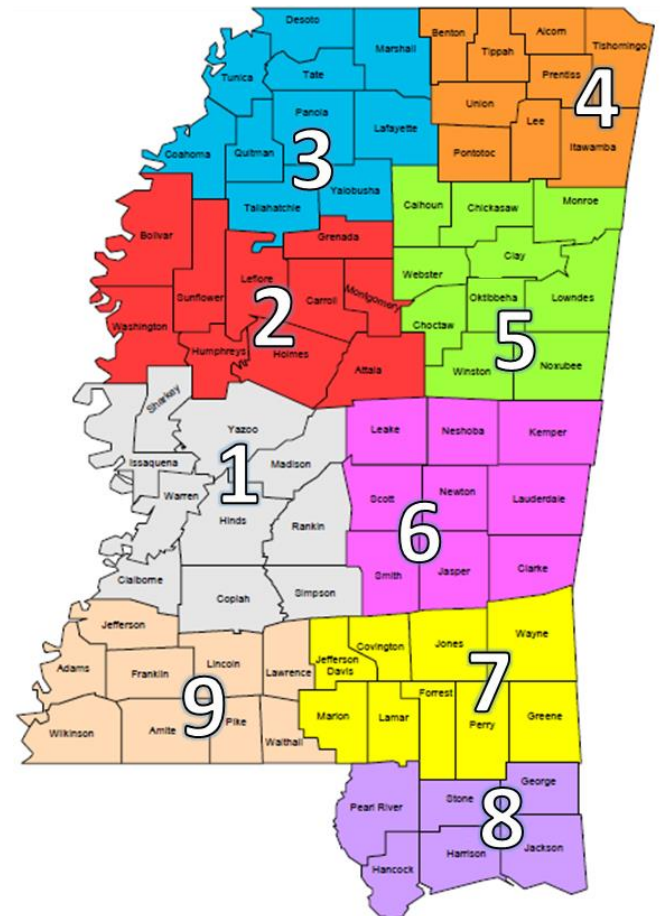 Desoto
Marshall
Tunica
Tate
Panola
Lafayette
Coahoma
Quitman
3
Yalobusha
Tallahatchie
Benton
Tippah
Alcorn
Tishomingo
Prentiss
4
Union
Lee
Pontotoc
Itawamba
Bolivar
Grenada
Sunflower
Leflore
Carroll
Montgomery
2
Washington
Humphreys
Holmes
Attala
Calhoun
Chickasaw
Monroe
Clay
Webster
Oktibbeha
Lowndes
Choctaw
5
Winston
Noxubee
Sharkey
Yazoo
Issaquena
Madison
1
Warren
Hinds
Rankin
Claiborne
Copiah
Simpson
Leake
Neshoba
Kemper
Scott
Newton
Lauderdale
6
Smith
Jasper
Clarke
Jefferson
Adams
Franklin
Lincoln
Lawrence
9
Wilkinson
Amite
Pike
Walthall
Jefferson
Davis
Covington
Jones
Wayne
7
Marion
Lamar
Forrest
Perry
Greene
Pearl River
Stone
George
8
Hancock
Harrison
Jackson